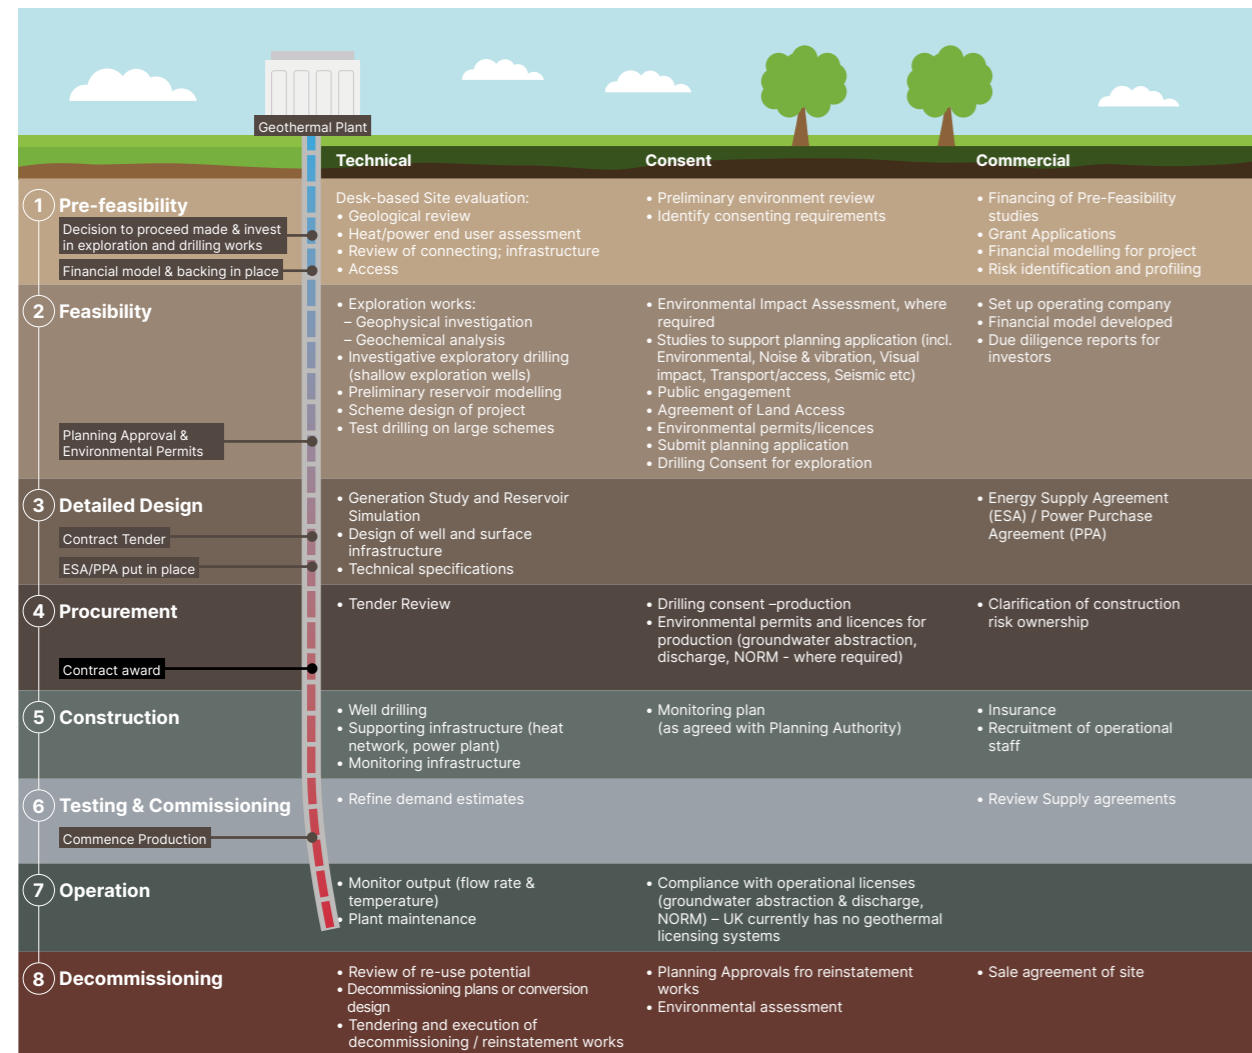 Geothermal Plant
Technical
Consent
Commercial
1 Pre-feasibility
Decision to proceed made & invest
in exploration and drilling works
Financial model & backing in place
Desk-based Site evaluation:
• Geological review
• Heat/power end user assessment
• Review of connecting; infrastructure
• Access
• Preliminary environment review
• Identify consenting requirements
• Financing of Pre-Feasibility
studies
• Grant Applications
• Financial modelling for project
• Risk identification and profiling
2 Feasibility
Planning Approval &
Environmental Permits
• Exploration works:
– Geophysical investigation
– Geochemical analysis
• Investigative exploratory drilling
(shallow exploration wells)
• Preliminary reservoir modelling
• Scheme design of project
• Test drilling on large schemes
• Environmental Impact Assessment, where
required
• Studies to support planning application (incl.
Environmental, Noise & vibration, Visual
impact, Transport/access, Seismic etc)
• Public engagement
• Agreement of Land Access
• Environmental permits/licences
• Submit planning application
• Drilling Consent for exploration
• Set up operating company
• Financial model developed
• Due diligence reports for
investors
3 Detailed Design
Contract Tender
ESA/PPA put in place
• Generation Study and Reservoir
Simulation
• Design of well and surface
infrastructure
• Technical specifications
• Energy Supply Agreement
(ESA) / Power Purchase
Agreement (PPA)
4 Procurement
Contract award
• Tender Review
• Drilling consent –production
• Environmental permits and licences for
production (groundwater abstraction,
discharge, NORM - where required)
• Clarification of construction
risk ownership
5 Construction
• Well drilling
• Supporting infrastructure (heat
network, power plant)
• Monitoring infrastructure
• Monitoring plan
(as agreed with Planning Authority)
• Insurance
• Recruitment of operational
staff
6 Testing & Commissioning
Commence Production
• Refine demand estimates
• Review Supply agreements
7 Operation
• Monitor output (flow rate &
temperature)
• Plant maintenance
• Compliance with operational licenses
(groundwater abstraction & discharge,
NORM) – UK currently has no geothermal
licensing systems
8 Decommissioning
• Review of re-use potential
• Decommissioning plans or conversion
design
• Tendering and execution of
decommissioning / reinstatement works
• Planning Approvals fro reinstatement
works
• Environmental assessment
• Sale agreement of site